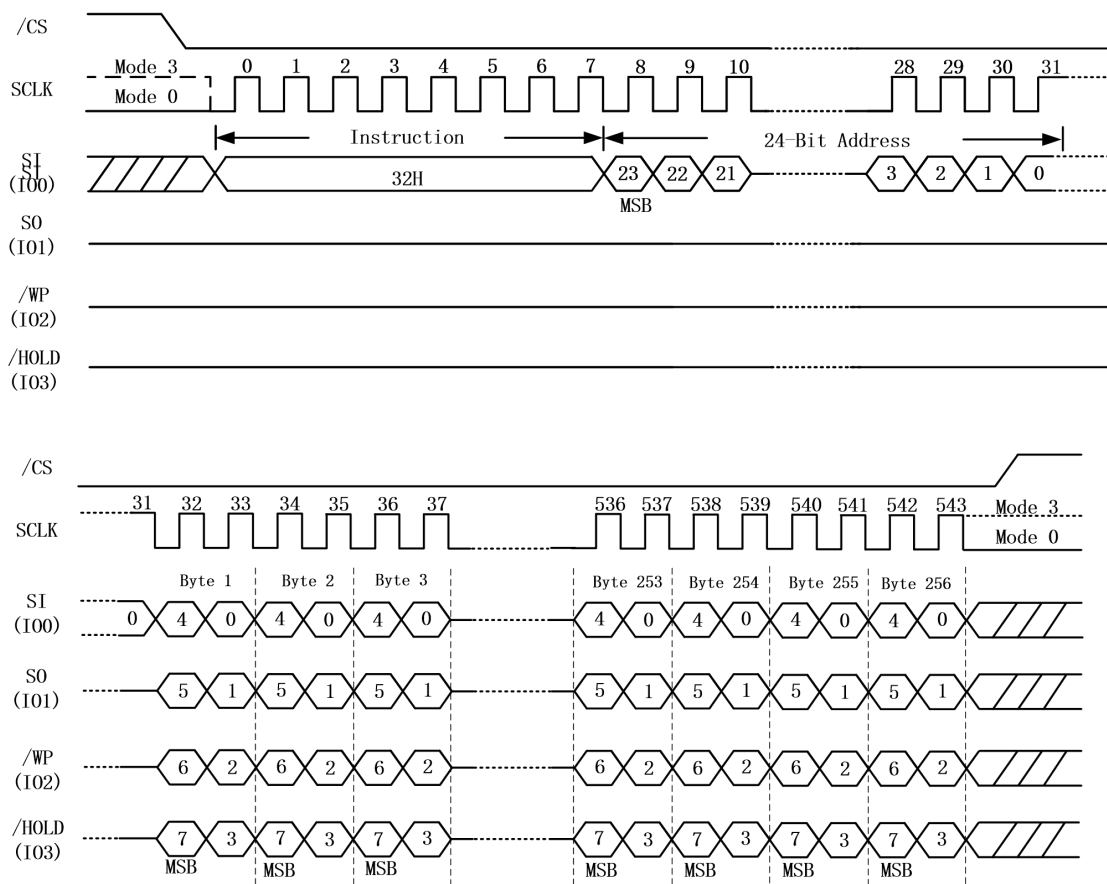 /CS
Mode 3
0 1 2 3 4 5 6 7 8 9 10 28 29 30 31
SCLK
Mode 0
Instruction 24-Bit Address
SI
SI
(IO0)
32H 23 22 21 3 2 1 0
MSB
SO
(IO1)
/WP
(IO2)
/HOLD
(IO3)
/CS
31 32 33 34 35 36 37 536 537 538 539 540 541 542 543 Mode 3
SCLK
Mode 0
Byte 1 Byte 2 Byte 3 Byte 253 Byte 254 Byte 255 Byte 256
SI
(IO0)
0 4 0 4 0 4 0 4 0 4 0 4 0 4 0
SO
(IO1)
5 1 5 1 5 1 5 1 5 1 5 1 5 1
/WP
(IO2)
6 2 6 2 6 2 6 2 6 2 6 2 6 2
/HOLD
(IO3)
7 3 7 3 7 3 7 3 7 3 7 3 7 3
MSB MSB MSB MSB MSB MSB MSB